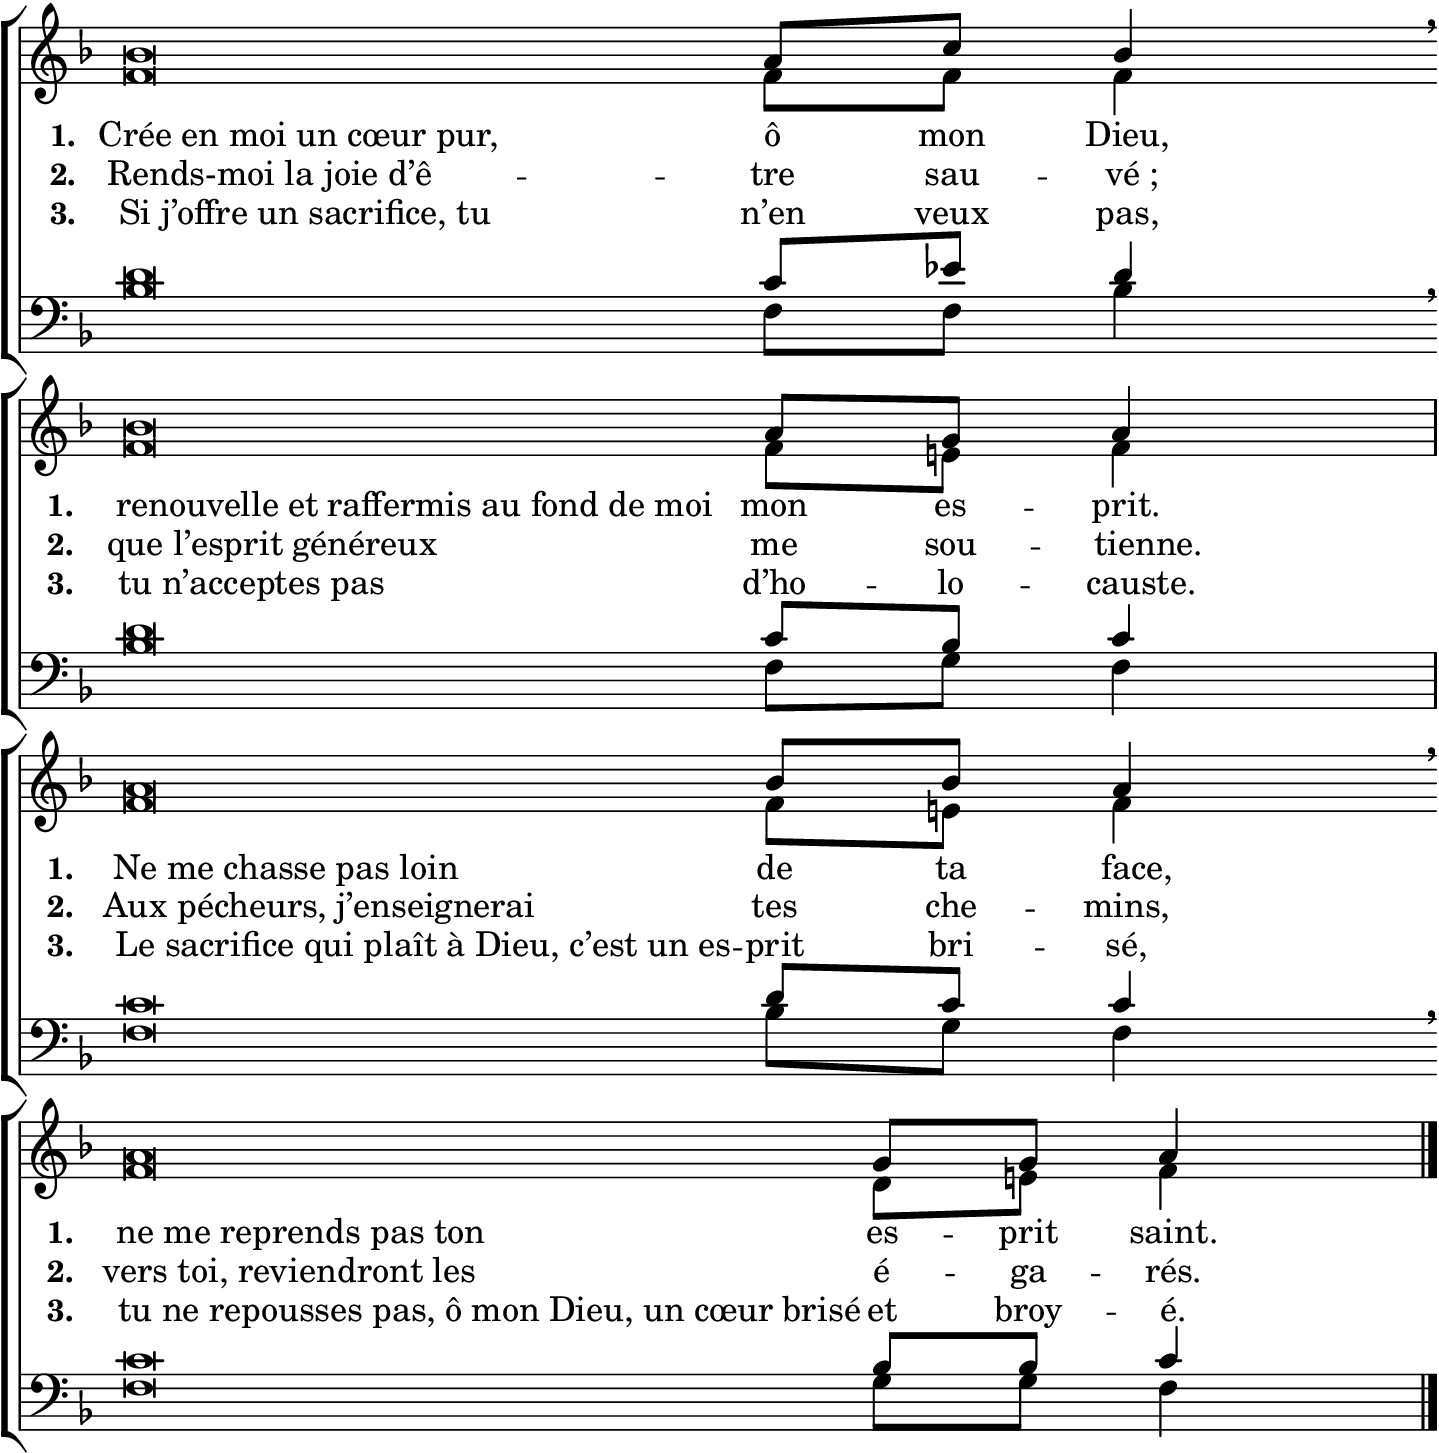 1. Crée en moi un cœur pur, ô mon Dieu,
2. Rends-moi la joie d’ê -- tre sau -- vé ;
3. Si j’offre un sacrifice, tu n’en veux pas,
1. renouvelle et raffermis au fond de moi mon es -- prit.
2. que l’esprit généreux me sou -- tienne.
3. tu n’acceptes pas d’ho -- lo -- causte.
1. Ne me chasse pas loin de ta face,
2. Aux pécheurs, j’enseignerai tes che -- mins,
3. Le sacrifice qui plaît à Dieu, c’est un es -- prit bri -- sé,
1. ne me reprends pas ton es -- prit saint.
2. vers toi, reviendront les é -- ga -- rés.
3. tu ne repousses pas, ô mon Dieu, un cœur brisé et broy -- é.